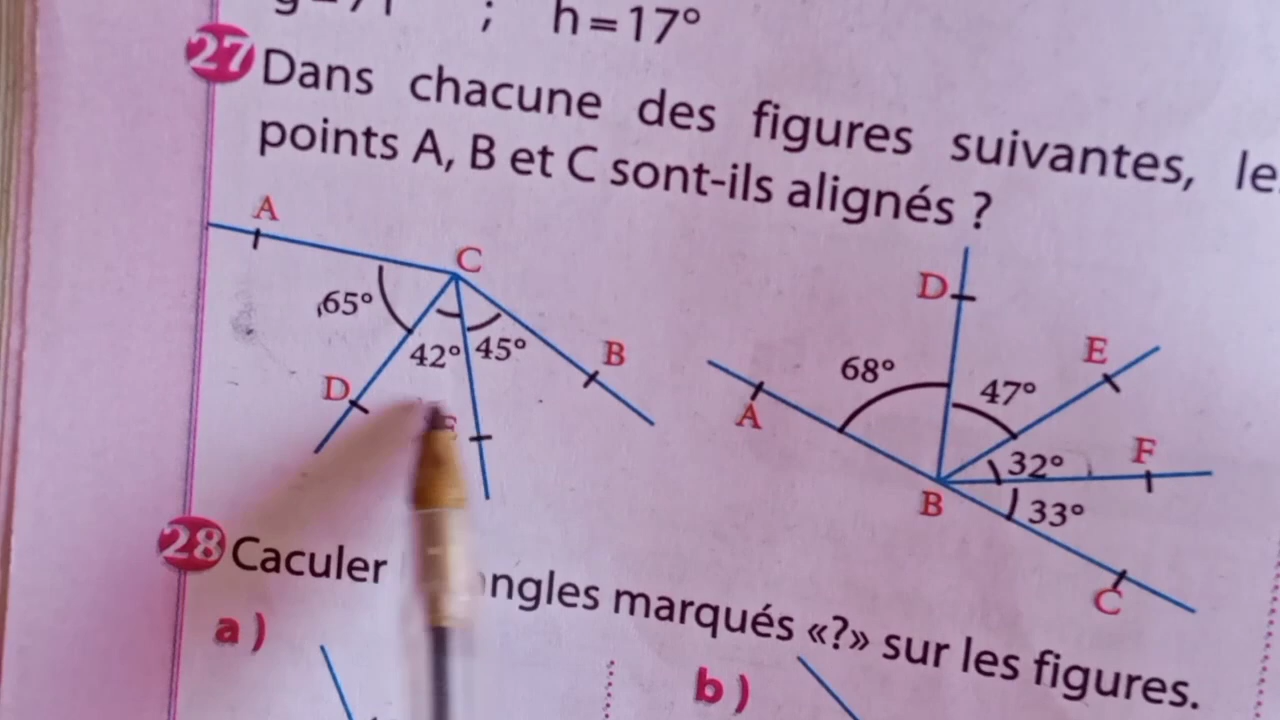 h = 17°
27 Dans chacune des figures suivantes, le
points A, B et C sont-ils alignés ?
A
C
65°
42° 45°
B
D
D
E
68°
47°
A
F
32°
B
33°
C
28 Caculer ngles marqués «?» sur les figures.
a )
b )